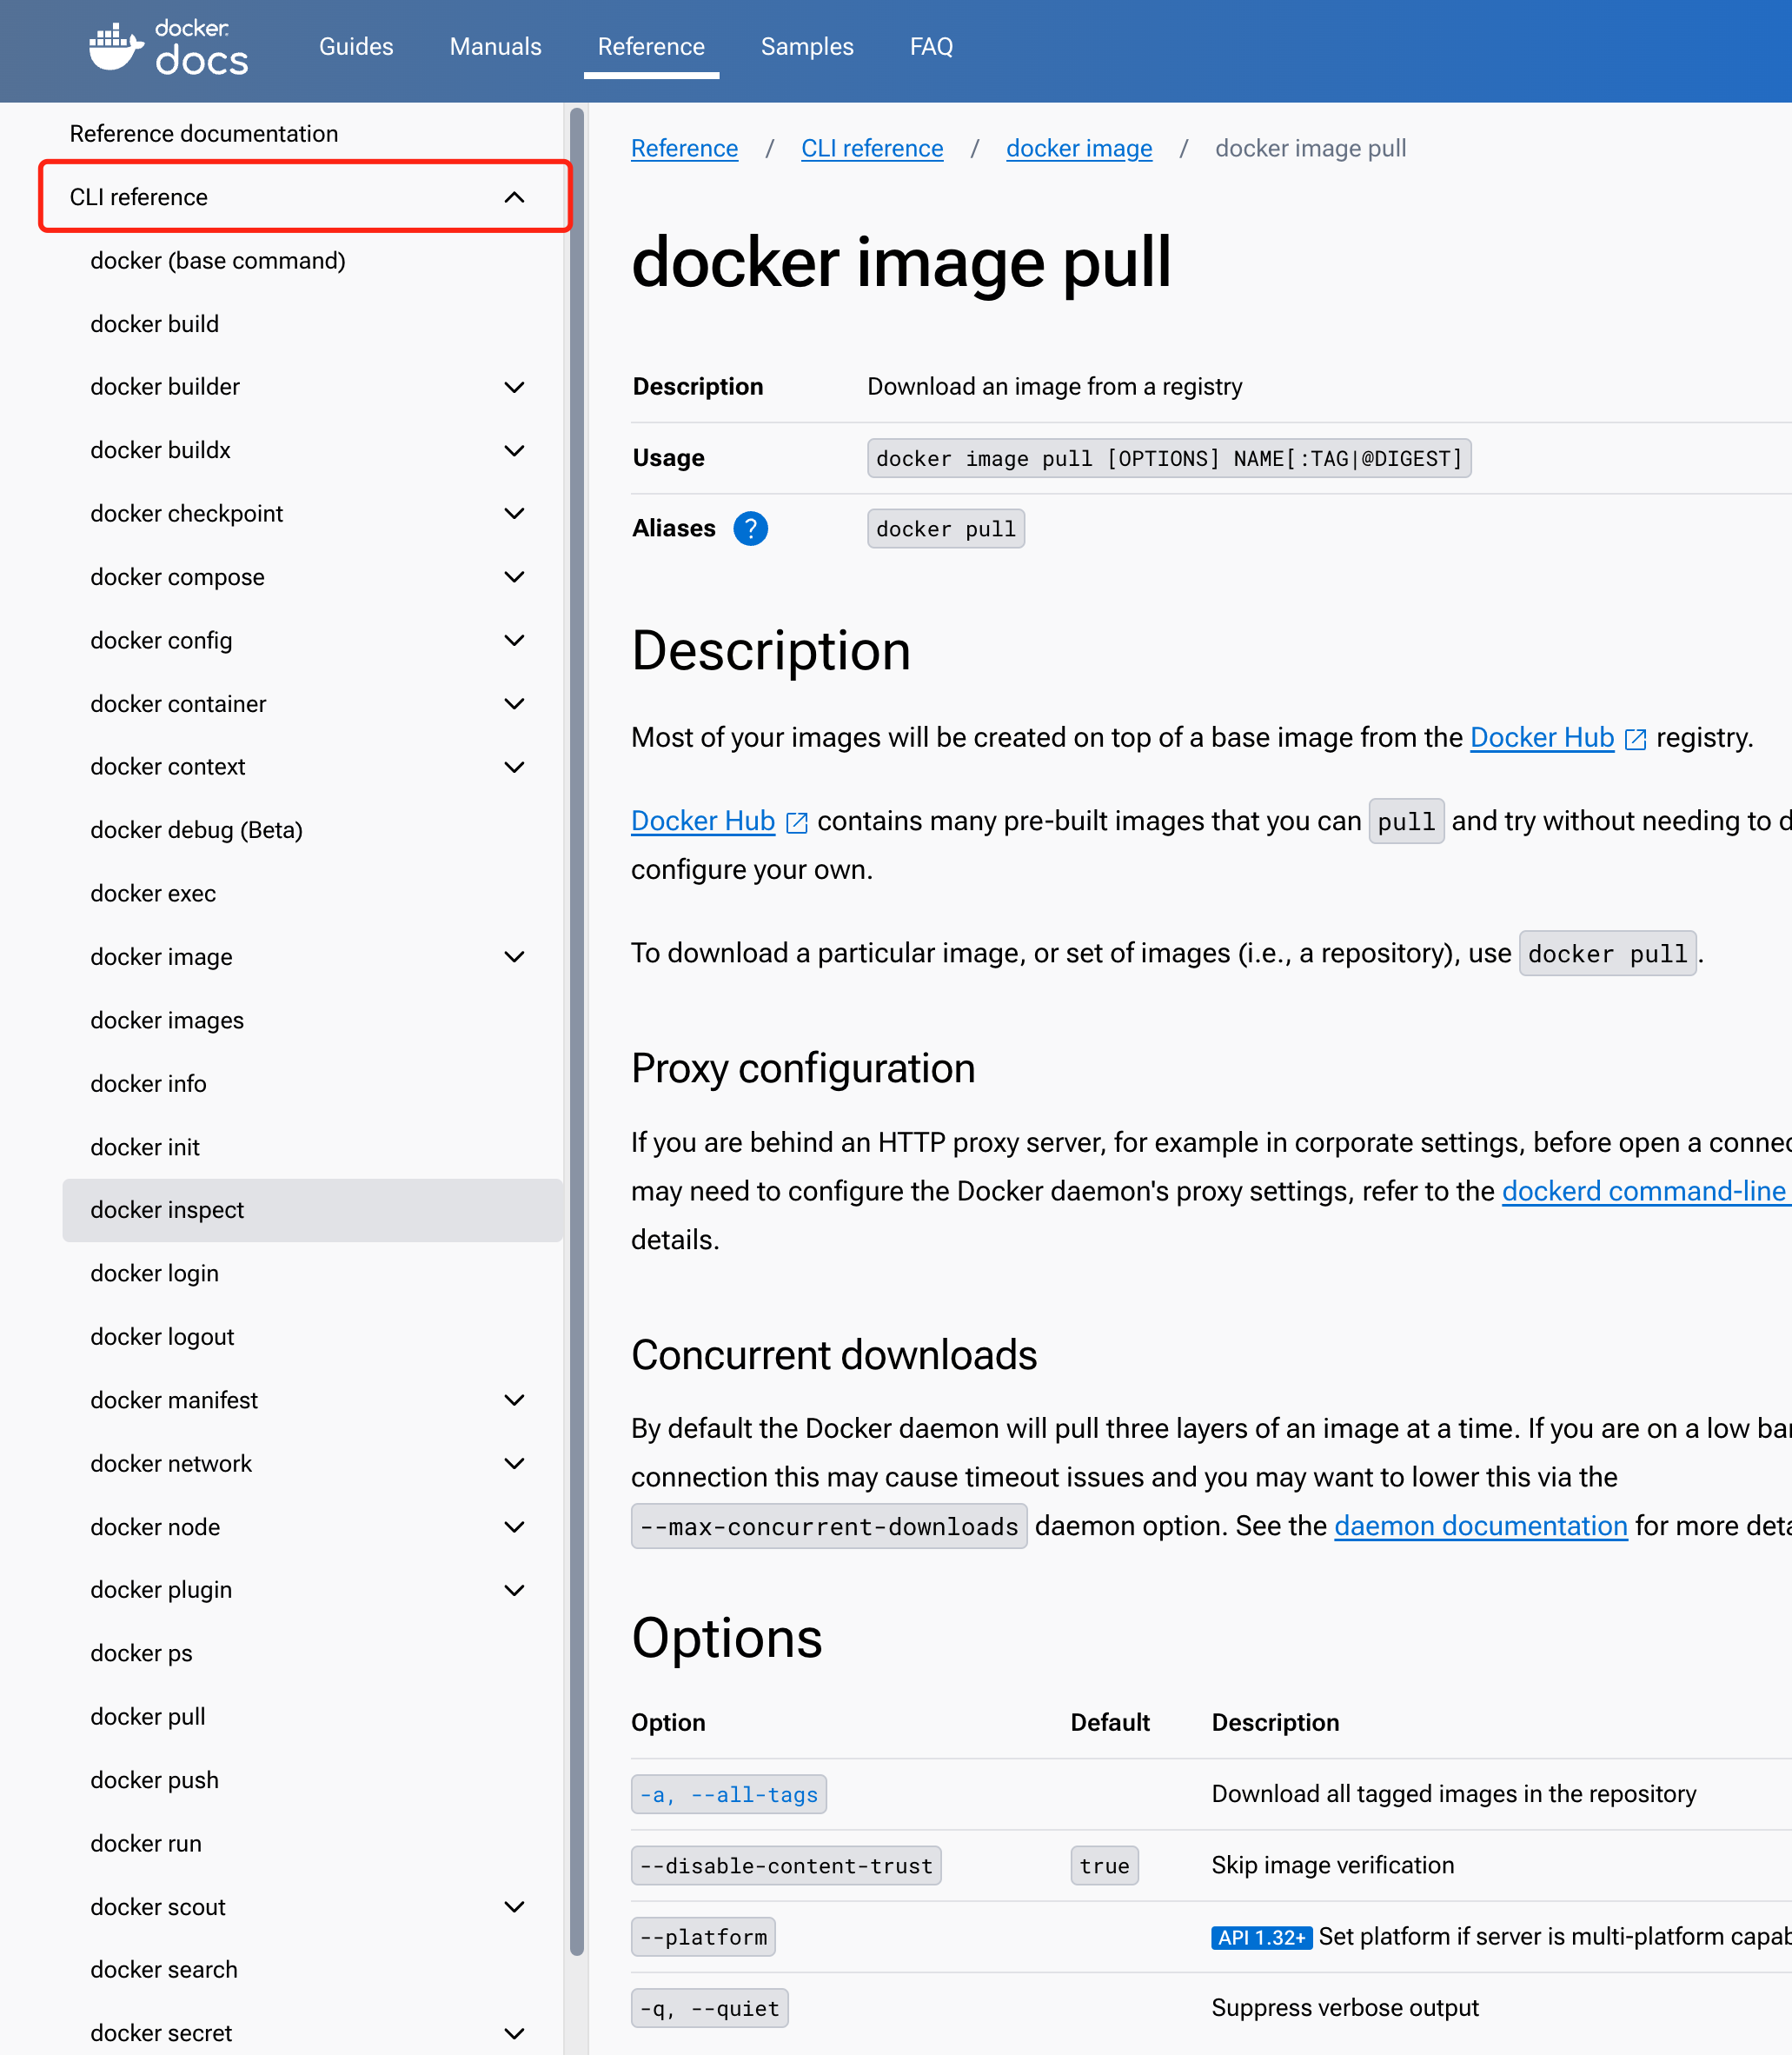 docker
docs
Guides
Manuals
Reference
Samples
FAQ
Reference documentation
CLI reference
docker (base command)
docker build
docker builder
docker buildx
docker checkpoint
docker compose
docker config
docker container
docker context
docker debug (Beta)
docker exec
docker image
docker images
docker info
docker init
docker inspect
docker login
docker logout
docker manifest
docker network
docker node
docker plugin
docker ps
docker pull
docker push
docker run
docker scout
docker search
docker secret
Reference / CLI reference / docker image / docker image pull
docker image pull
Description Download an image from a registry
Usage docker image pull [OPTIONS] NAME[:TAG|@DIGEST]
Aliases ? docker pull
Description
Most of your images will be created on top of a base image from the Docker Hub registry.
Docker Hub contains many pre-built images that you can pull and try without needing to
configure your own.
To download a particular image, or set of images (i.e., a repository), use docker pull.
Proxy configuration
If you are behind an HTTP proxy server, for example in corporate settings, before open a
may need to configure the Docker daemon's proxy settings, refer to the dockerd command-line
details.
Concurrent downloads
By default the Docker daemon will pull three layers of an image at a time. If you are on a low
connection this may cause timeout issues and you may want to lower this via the
--max-concurrent-downloads daemon option. See the daemon documentation for more
Options
Option Default Description
-a, --all-tags Download all tagged images in the repository
--disable-content-trust true Skip image verification
--platform API 1.32+ Set platform if server is multi-platform
-q, --quiet Suppress verbose output